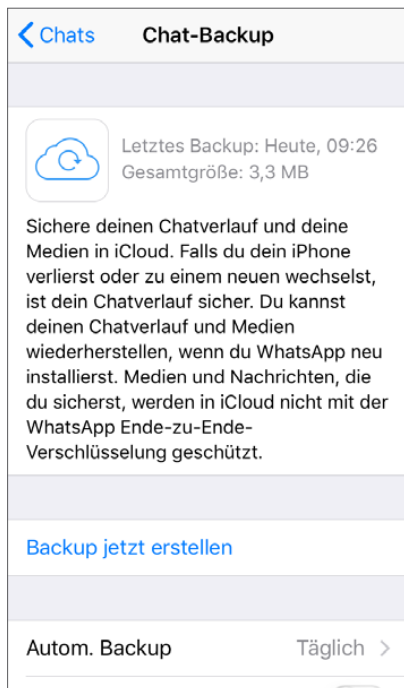 Chats
Chat-Backup
Letztes Backup: Heute, 09:26
Gesamtgröße: 3,3 MB
Sichere deinen Chatverlauf und deine
Medien in iCloud. Falls du dein iPhone
verlierst oder zu einem neuen wechselst,
ist dein Chatverlauf sicher. Du kannst
deinen Chatverlauf und Medien
wiederherstellen, wenn du WhatsApp neu
installierst. Medien und Nachrichten, die
du sicherst, werden in iCloud nicht mit der
WhatsApp Ende-zu-Ende-
Verschlüsselung geschützt.
Backup jetzt erstellen
Autom. Backup
Täglich